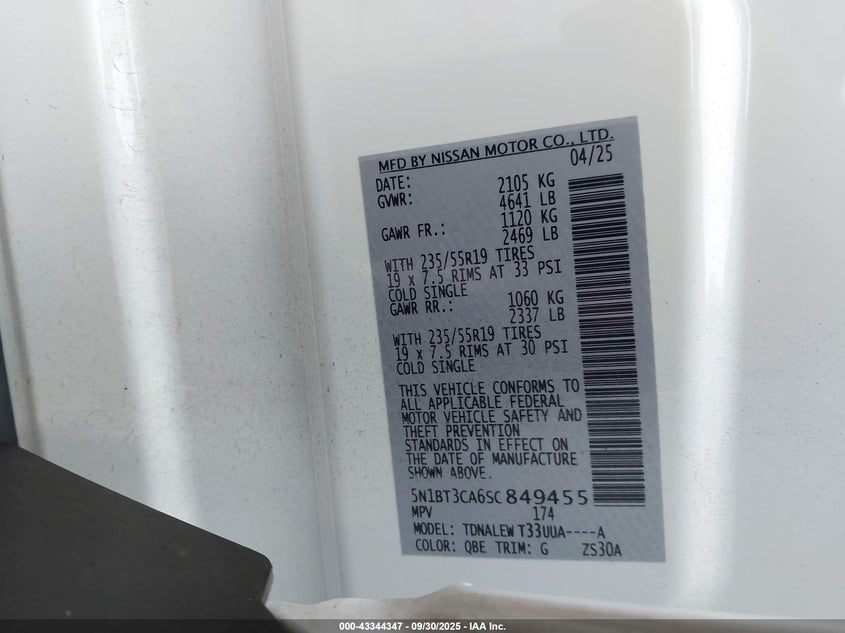 MFD BY NISSAN MOTOR CO., LTD.
DATE: 04/25
GVWR: 2105 KG
4641 LB
GAWR FR.: 1120 KG
2469 LB
WITH 235/55R19 TIRES
19 x 7.5 RIMS AT 33 PSI
COLD SINGLE
GAWR RR.: 1060 KG
2337 LB
WITH 235/55R19 TIRES
19 x 7.5 RIMS AT 30 PSI
COLD SINGLE
THIS VEHICLE CONFORMS TO
ALL APPLICABLE FEDERAL
MOTOR VEHICLE SAFETY AND
THEFT PREVENTION
STANDARDS IN EFFECT ON
THE DATE OF MANUFACTURE
SHOWN ABOVE.
5N1BT3CA6SC849455
MPV 174
MODEL: TDNALEW T33UUA----A
COLOR: QBE TRIM: G ZS30A
000-43344347 - 09/30/2025 - IAA Inc.